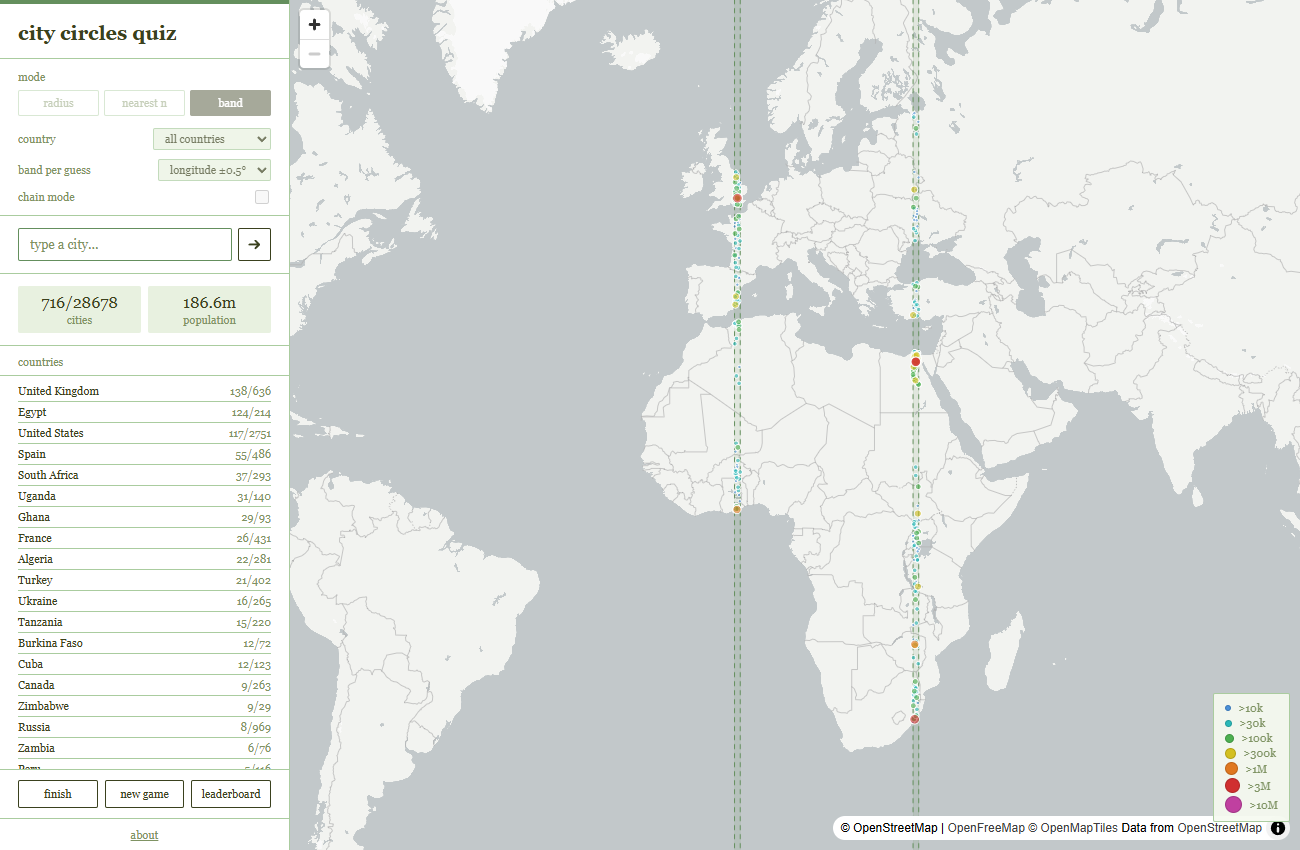 city circles quiz
mode
radius
nearest n
band
country
all countries
band per guess
longitude ±0.5°
chain mode
type a city...
716/28678
cities
186.6m
population
countries
United Kingdom 138/636
Egypt 124/214
United States 117/2751
Spain 55/486
South Africa 37/293
Uganda 31/140
Ghana 29/93
France 26/431
Algeria 22/281
Turkey 21/402
Ukraine 16/265
Tanzania 15/220
Burkina Faso 12/72
Cuba 12/123
Canada 9/263
Zimbabwe 9/29
Russia 8/969
Zambia 6/76
finish
new game
leaderboard
about
>10k
>30k
>100k
>300k
>1M
>3M
>10M
© OpenStreetMap | OpenFreeMap © OpenMapTiles Data from OpenStreetMap